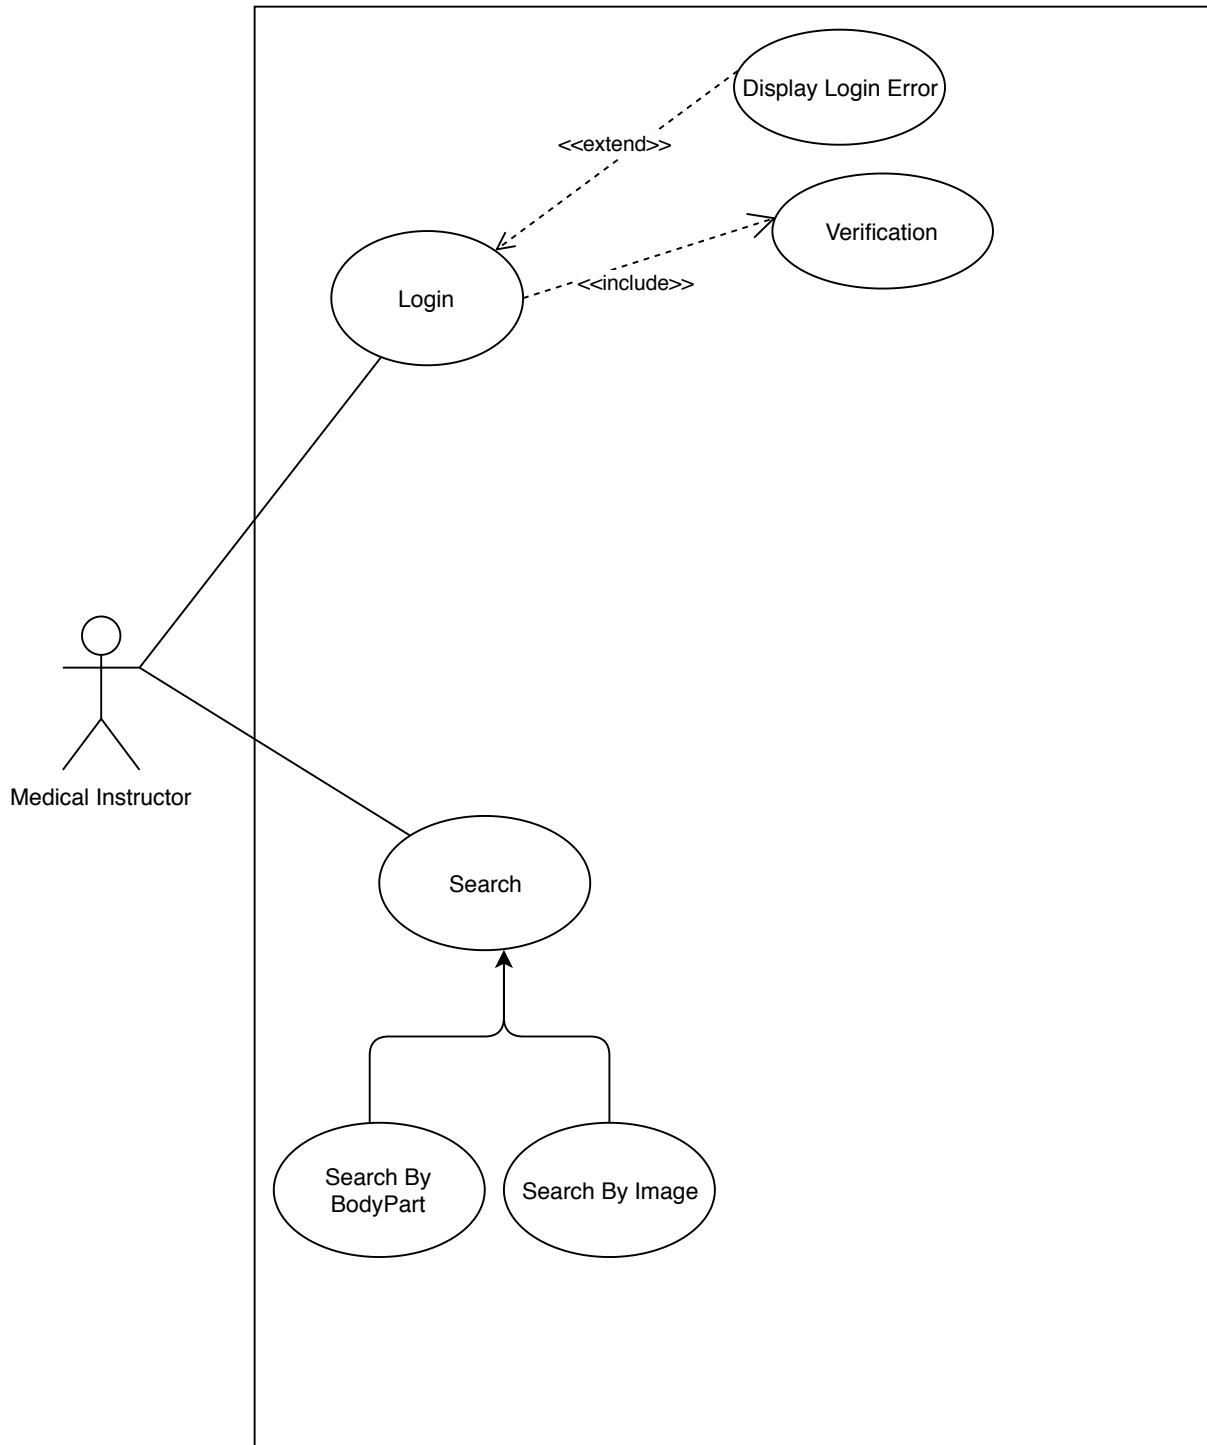 Display Login Error
<<extend>>
Verification
<<include>>
Login
Medical Instructor
Search
Search By
BodyPart
Search By Image